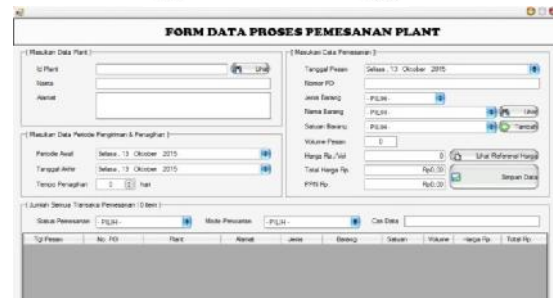 FORM DATA PROSES PEMESANAN PLANT
[ Masukan Data Plant ]
Id Plant
Lihat
Nama
Alamat
[ Masukan Data Periode Pengiriman & Penagihan ]
Periode Awal
Selasa , 13 Oktober 2015
Tanggal Akhir
Selasa , 13 Oktober 2015
Tempo Penagihan
0
hari
[ Masukan Data Pemesanan ]
Tanggal Pesan
Selasa , 13 Oktober 2015
Nomor PO
Jenis Barang
- PILIH -
Nama Barang
- PILIH -
Lihat
Satuan Barang
- PILIH -
Tambah
Volume Pesan
0
Harga Rp./Vol
0
Lihat Referensi Harga
Total Harga Rp.
Rp0,00
Simpan Data
PPN Rp.
Rp0,00
[ Jumlah Semua Transaksi Pemesanan : 0 item ]
Status Pemesanan
- PILIH -
Mode Pencarian
- PILIH -
Cari Data
Tgl Pesan
No. PO
Plant
Alamat
Jenis
Barang
Satuan
Volume
Harga Rp.
Total Rp.